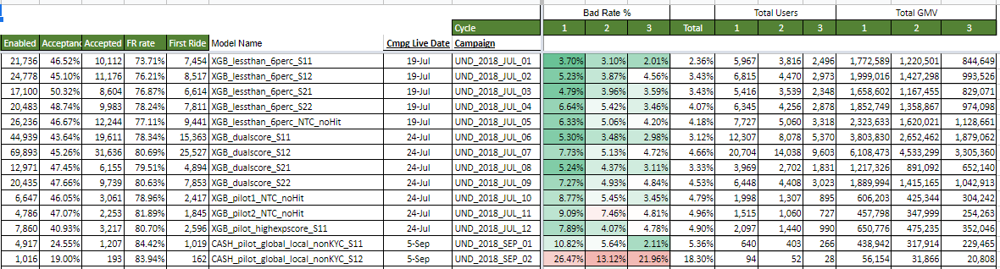 Bad Rate % Total Users Total GMV
Cycle 1 2 3 Total 1 2 3 1 2 3
Enabled Acceptanc Accepted FR rate First Ride Model Name Cmpg Live Date Campaign
21,736 46.52% 10,112 73.71% 7,454 XGB_lessthan_6perc_S11 19-Jul UND_2018_JUL_01 3.70% 3.10% 2.01% 2.36% 5,967 3,816 2,496 1,772,589 1,220,501 844,649
24,778 45.10% 11,176 76.21% 8,517 XGB_lessthan_6perc_S12 19-Jul UND_2018_JUL_02 5.23% 3.87% 4.56% 3.43% 6,815 4,470 2,973 1,999,016 1,427,298 993,526
17,100 50.32% 8,604 76.87% 6,614 XGB_lessthan_6perc_S21 19-Jul UND_2018_JUL_03 4.79% 3.96% 3.59% 3.43% 5,416 3,539 2,348 1,658,602 1,167,455 829,071
20,483 48.74% 9,983 78.24% 7,811 XGB_lessthan_6perc_S22 19-Jul UND_2018_JUL_04 6.64% 5.42% 3.46% 4.07% 6,345 4,256 2,878 1,852,749 1,358,867 974,098
26,236 46.67% 12,244 77.11% 9,441 XGB_lessthan_6perc_NTC_noHit 19-Jul UND_2018_JUL_05 6.33% 5.06% 4.20% 4.18% 7,727 5,060 3,318 2,323,633 1,620,021 1,128,661
44,939 43.64% 19,611 78.34% 15,363 XGB_dualscore_S11 24-Jul UND_2018_JUL_06 5.30% 3.48% 2.98% 3.12% 12,307 8,078 5,370 3,803,830 2,652,462 1,879,062
69,893 45.26% 31,636 80.69% 25,527 XGB_dualscore_S12 24-Jul UND_2018_JUL_07 7.73% 5.13% 4.72% 4.66% 20,704 14,038 9,603 6,108,473 4,533,299 3,305,360
12,971 47.45% 6,155 79.51% 4,894 XGB_dualscore_S21 24-Jul UND_2018_JUL_08 5.24% 4.37% 3.11% 3.33% 3,969 2,702 1,831 1,217,326 891,092 652,140
20,435 47.66% 9,739 80.63% 7,853 XGB_dualscore_S22 24-Jul UND_2018_JUL_09 7.27% 4.93% 4.84% 4.53% 6,448 4,408 3,023 1,889,994 1,415,165 1,042,913
6,647 46.05% 3,061 78.96% 2,417 XGB_pilot1_NTC_noHit 24-Jul UND_2018_JUL_10 8.77% 5.45% 3.45% 4.79% 1,998 1,307 895 606,203 425,344 304,242
4,786 47.07% 2,253 81.89% 1,845 XGB_pilot2_NTC_noHit 24-Jul UND_2018_JUL_11 9.09% 7.46% 4.81% 4.96% 1,515 1,060 727 457,798 347,999 254,263
7,860 40.93% 3,217 80.70% 2,596 XGB_pilot_highexpscore_S11 24-Jul UND_2018_JUL_12 7.89% 4.07% 4.78% 4.90% 2,097 1,440 990 650,776 475,235 352,046
4,917 24.55% 1,207 84.42% 1,019 CASH_pilot_global_local_nonKYC_S11 5-Sep UND_2018_SEP_01 10.82% 5.64% 2.11% 5.36% 640 403 266 438,942 317,914 229,465
1,016 19.00% 193 83.94% 162 CASH_pilot_global_local_nonKYC_S12 5-Sep UND_2018_SEP_02 26.47% 13.12% 21.96% 18.30% 94 52 28 56,154 31,866 20,808